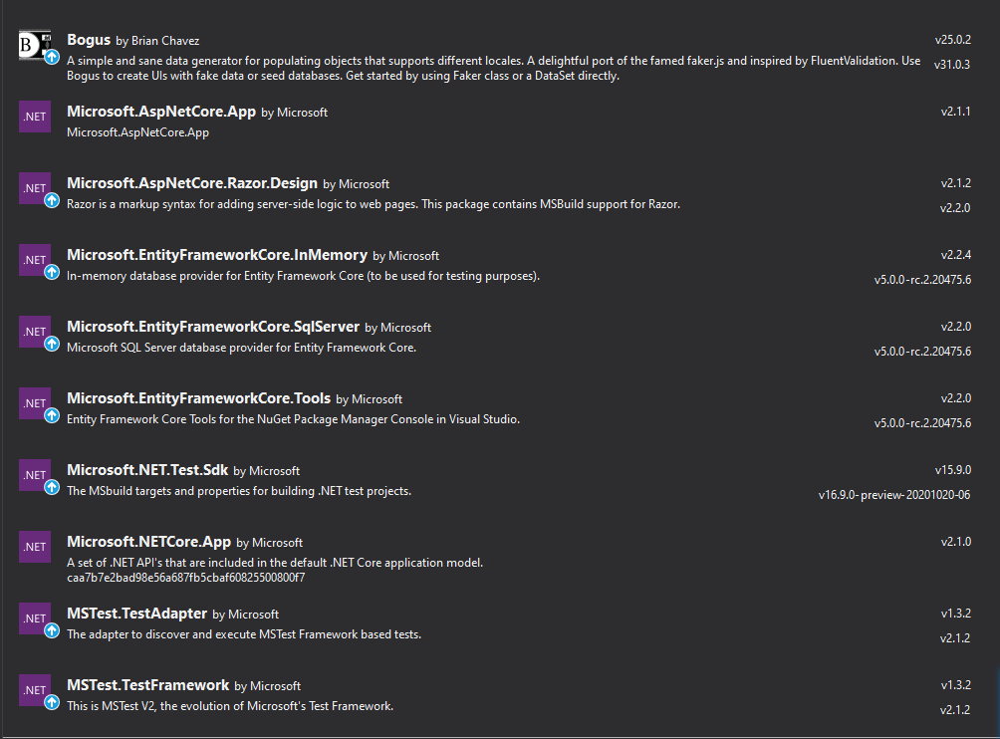 B
Bogus by Brian Chavez v25.0.2
A simple and sane data generator for populating objects that supports different locales. A delightful port of the famed faker.js and inspired by FluentValidation. Use v31.0.3
Bogus to create UIs with fake data or seed databases. Get started by using Faker class or a DataSet directly.
.NET Microsoft.AspNetCore.App by Microsoft v2.1.1
Microsoft.AspNetCore.App
.NET Microsoft.AspNetCore.Razor.Design by Microsoft v2.1.2
Razor is a markup syntax for adding server-side logic to web pages. This package contains MSBuild support for Razor. v2.2.0
.NET Microsoft.EntityFrameworkCore.InMemory by Microsoft v2.2.4
In-memory database provider for Entity Framework Core (to be used for testing purposes). v5.0.0-rc.2.20475.6
.NET Microsoft.EntityFrameworkCore.SqlServer by Microsoft v2.2.0
Microsoft SQL Server database provider for Entity Framework Core. v5.0.0-rc.2.20475.6
.NET Microsoft.EntityFrameworkCore.Tools by Microsoft v2.2.0
Entity Framework Core Tools for the NuGet Package Manager Console in Visual Studio. v5.0.0-rc.2.20475.6
.NET Microsoft.NET.Test.Sdk by Microsoft v15.9.0
The MSbuild targets and properties for building .NET test projects. v16.9.0-preview-20201020-06
.NET Microsoft.NETCore.App by Microsoft v2.1.0
A set of .NET API's that are included in the default .NET Core application model.
caa7b7e2bad98e56a687fb5cbaf60825500800f7
.NET MSTest.TestAdapter by Microsoft v1.3.2
The adapter to discover and execute MSTest Framework based tests. v2.1.2
.NET MSTest.TestFramework by Microsoft v1.3.2
This is MSTest V2, the evolution of Microsoft's Test Framework. v2.1.2